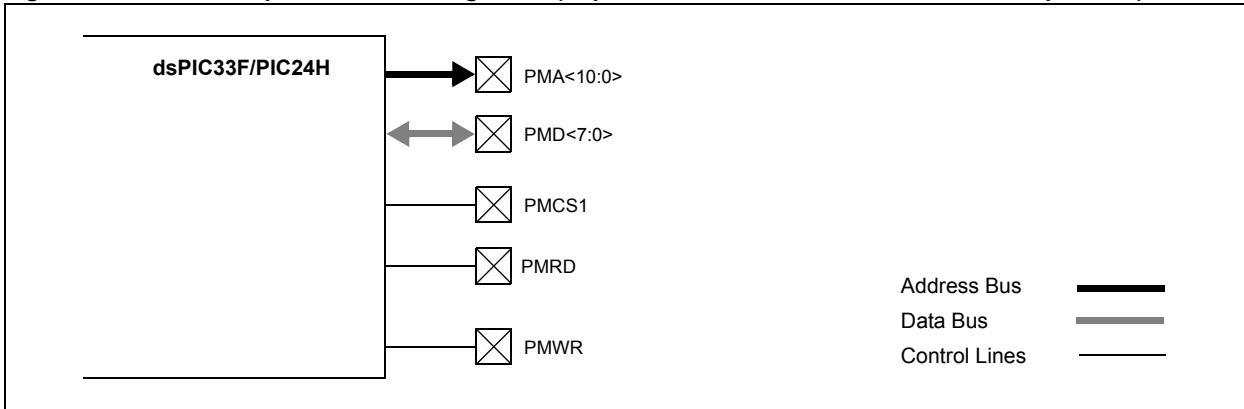 dsPIC33F/PIC24H
PMA<10:0>
PMD<7:0>
PMCS1
PMRD
PMWR
Address Bus
Data Bus
Control Lines